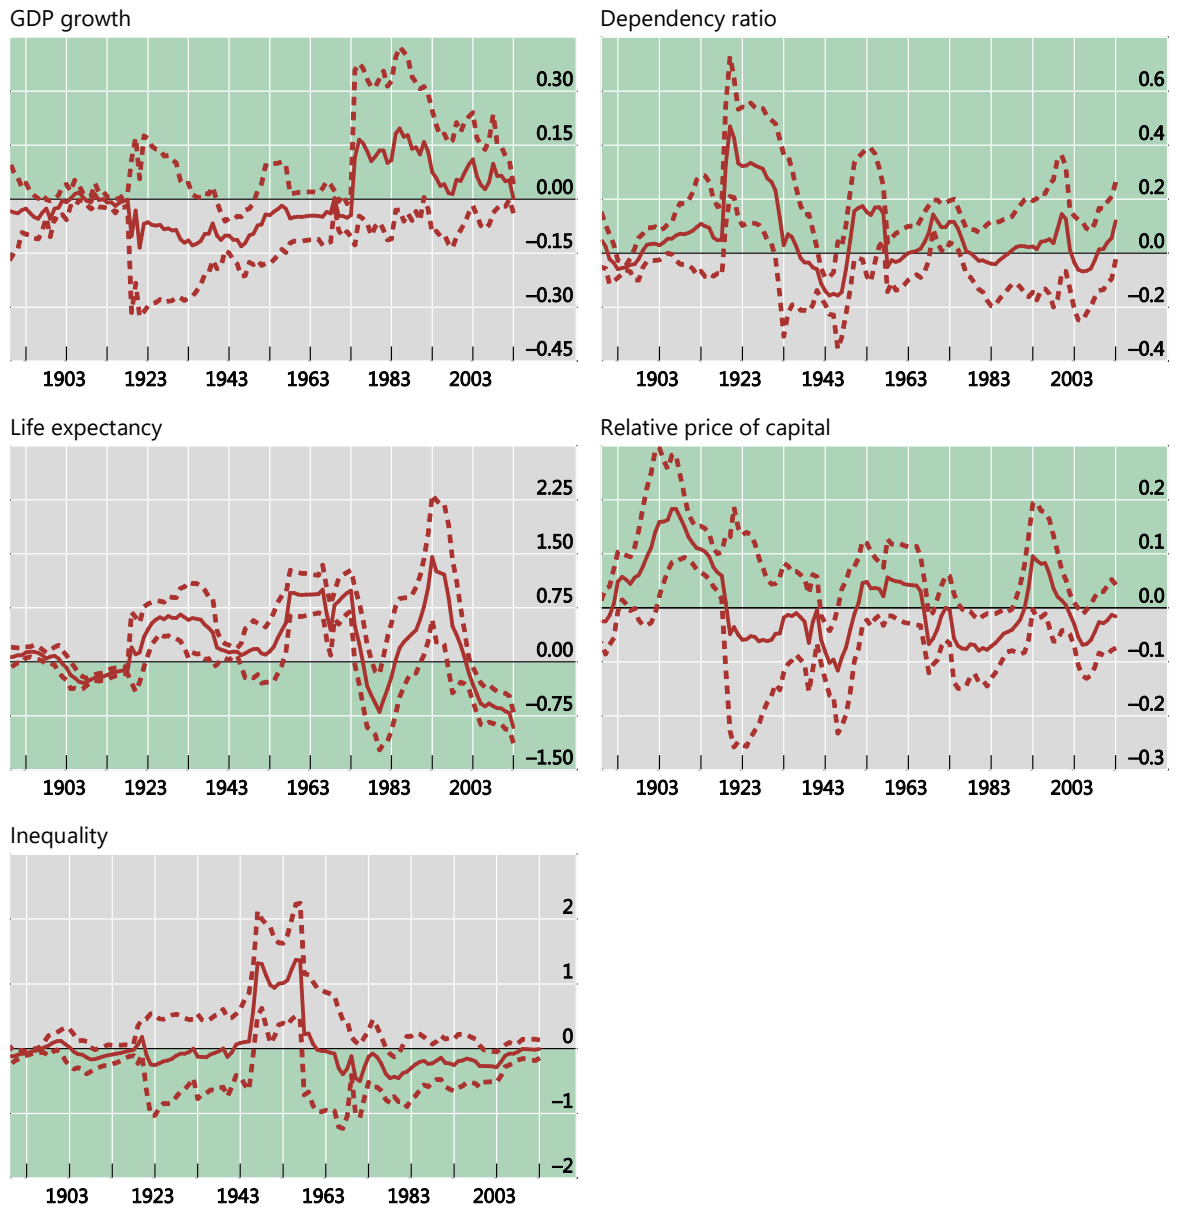 GDP growth
0.30
0.15
0.00
–0.15
–0.30
–0.45
1903 1923 1943 1963 1983 2003
Dependency ratio
0.6
0.4
0.2
0.0
–0.2
–0.4
1903 1923 1943 1963 1983 2003
Life expectancy
2.25
1.50
0.75
0.00
–0.75
–1.50
1903 1923 1943 1963 1983 2003
Relative price of capital
0.2
0.1
0.0
–0.1
–0.2
–0.3
1903 1923 1943 1963 1983 2003
Inequality
2
1
0
–1
–2
1903 1923 1943 1963 1983 2003